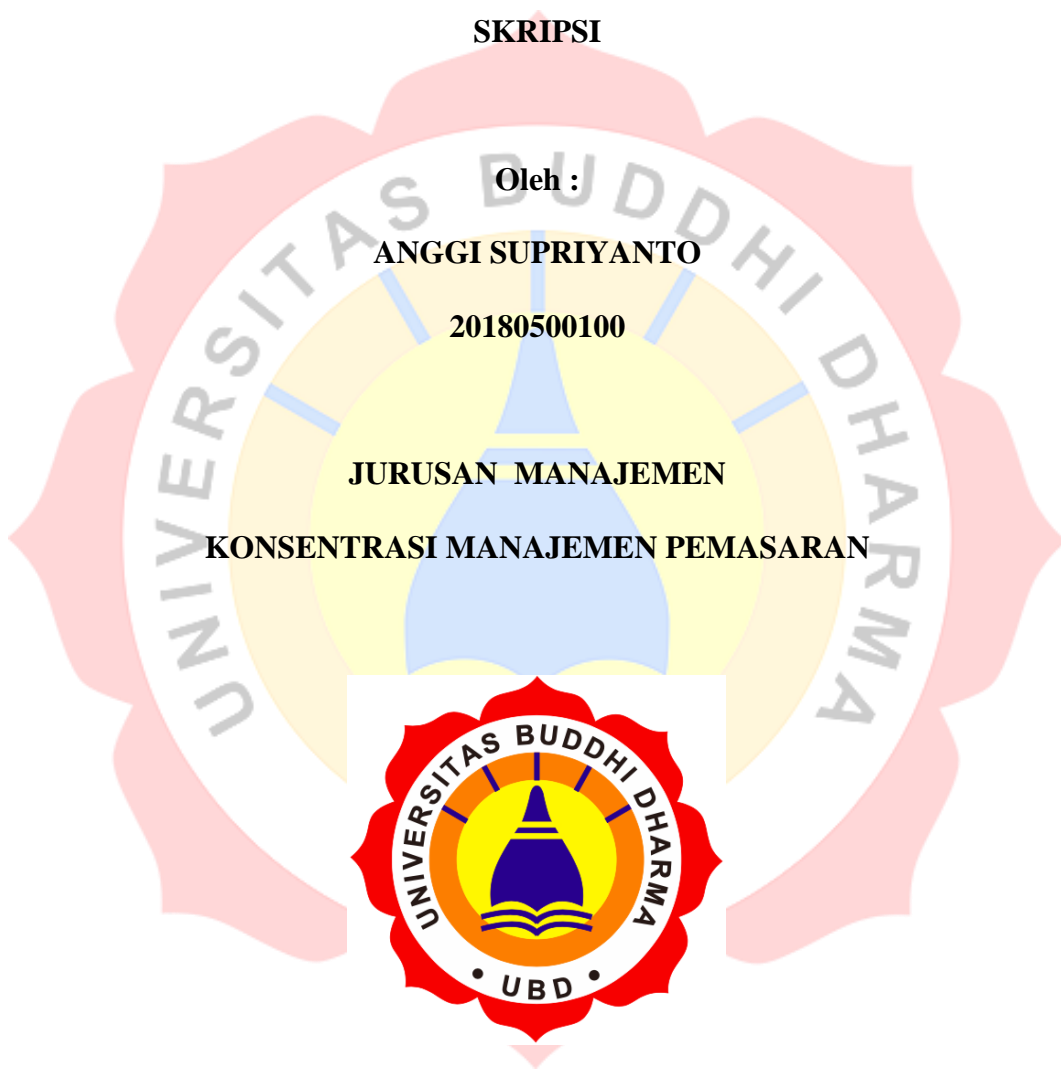 SKRIPSI
Oleh :
ANGGI SUPRIYANTO
20180500100
JURUSAN MANAJEMEN
KONSENTRASI MANAJEMEN PEMASARAN
UNIVERSITAS BUDDHI DHARMA
UNIVERSITAS BUDDHI DHARMA
• UBD •